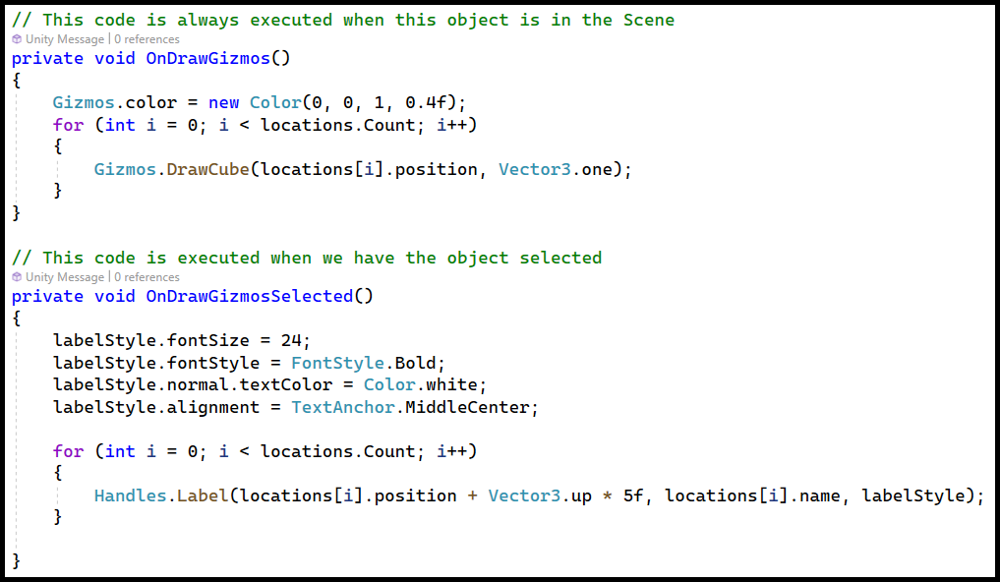 // This code is always executed when this object is in the Scene
Unity Message | 0 references
private void OnDrawGizmos()
{
    Gizmos.color = new Color(0, 0, 1, 0.4f);
    for (int i = 0; i < locations.Count; i++)
    {
        Gizmos.DrawCube(locations[i].position, Vector3.one);
    }
}

// This code is executed when we have the object selected
Unity Message | 0 references
private void OnDrawGizmosSelected()
{
    labelStyle.fontSize = 24;
    labelStyle.fontStyle = FontStyle.Bold;
    labelStyle.normal.textColor = Color.white;
    labelStyle.alignment = TextAnchor.MiddleCenter;

    for (int i = 0; i < locations.Count; i++)
    {
        Handles.Label(locations[i].position + Vector3.up * 5f, locations[i].name, labelStyle);
    }

}